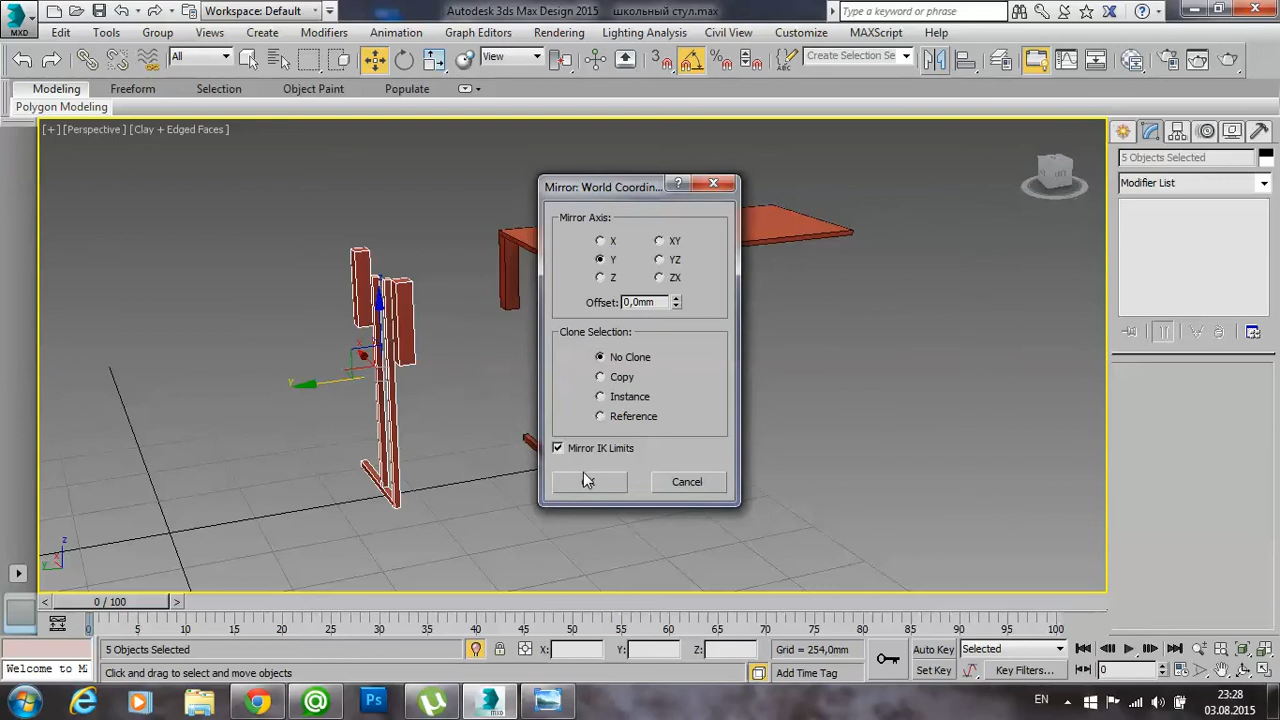 Workspace: Default
Autodesk 3ds Max Design 2015 школьный стул.max
Type a keyword or phrase
MXD
Edit Tools Group Views Create Modifiers Animation Graph Editors Rendering Lighting Analysis Civil View Customize MAXScript Help
All
View
Create Selection Se
Modeling Freeform Selection Object Paint Populate
Polygon Modeling
[+] [Perspective] [Clay + Edged Faces]
5 Objects Selected
Modifier List
Mirror: World Coordin...
Mirror Axis:
X XY
Y YZ
Z ZX
Offset: 0,0mm
Clone Selection:
No Clone
Copy
Instance
Reference
Mirror IK Limits
Cancel
0 / 100
0 5 10 15 20 25 30 35 40 45 50 55 60 65 70 75 80 85 90 95 100
5 Objects Selected X: Y: Z: Grid = 254,0mm Auto Key Selected
Welcome to M Click and drag to select and move objects Add Time Tag Set Key Key Filters... 0
EN 23:28
03.08.2015